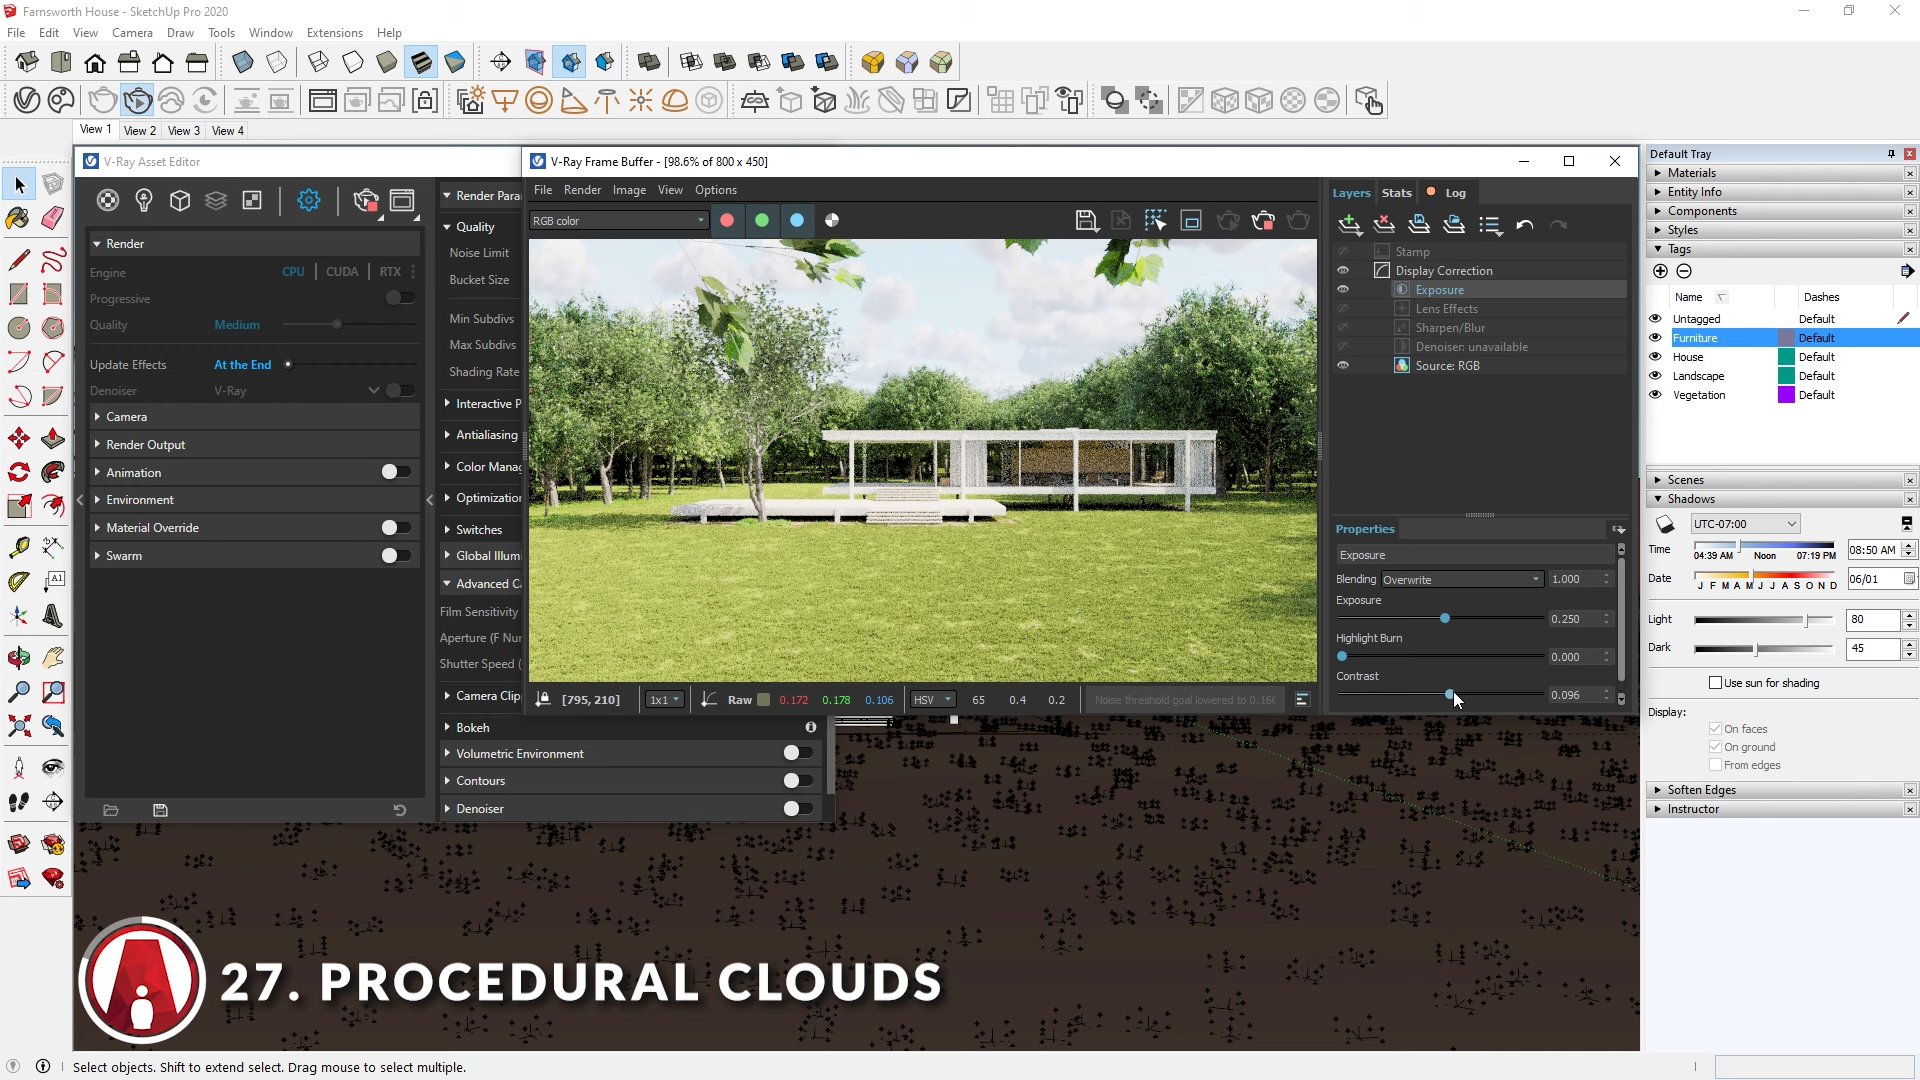 Farnsworth House - SketchUp Pro 2020
File Edit View Camera Draw Tools Window Extensions Help
View 1 View 2 View 3 View 4
V-Ray Asset Editor
Render
Engine CPU CUDA RTX
Progressive
Quality Medium
Update Effects At the End
Denoiser V-Ray
Camera
Render Output
Animation
Environment
Material Override
Swarm
Render Para
Quality
Noise Limit
Bucket Size
Min Subdivs
Max Subdivs
Shading Rate
Interactive P
Antialiasing
Color Mana
Optimization
Switches
Global Illum
Advanced Ca
Film Sensitivity
Aperture (F Nu
Shutter Speed (
Camera Clip
Bokeh
Volumetric Environment
Contours
Denoiser
V-Ray Frame Buffer - [98.6% of 800 x 450]
File Render Image View Options
RGB color
[795, 210] 1x1 Raw 0.172 0.178 0.106 HSV 65 0.4 0.2 Noise threshold goal lowered to 0.166
Layers Stats Log
Stamp
Display Correction
Exposure
Lens Effects
Sharpen/Blur
Denoiser: unavailable
Source: RGB
Properties
Exposure
Blending Overwrite 1.000
Exposure
0.250
Highlight Burn
0.000
Contrast
0.096
Default Tray
Materials
Entity Info
Components
Styles
Tags
Name Dashes
Untagged Default
Furniture Default
House Default
Landscape Default
Vegetation Default
Scenes
Shadows
UTC-07:00
Time 04:39 AM Noon 07:19 PM 08:50 AM
Date J F M A M J J A S O N D 06/01
Light 80
Dark 45
Use sun for shading
Display:
On faces
On ground
From edges
Soften Edges
Instructor
A1
27. PROCEDURAL CLOUDS
Select objects. Shift to extend select. Drag mouse to select multiple.